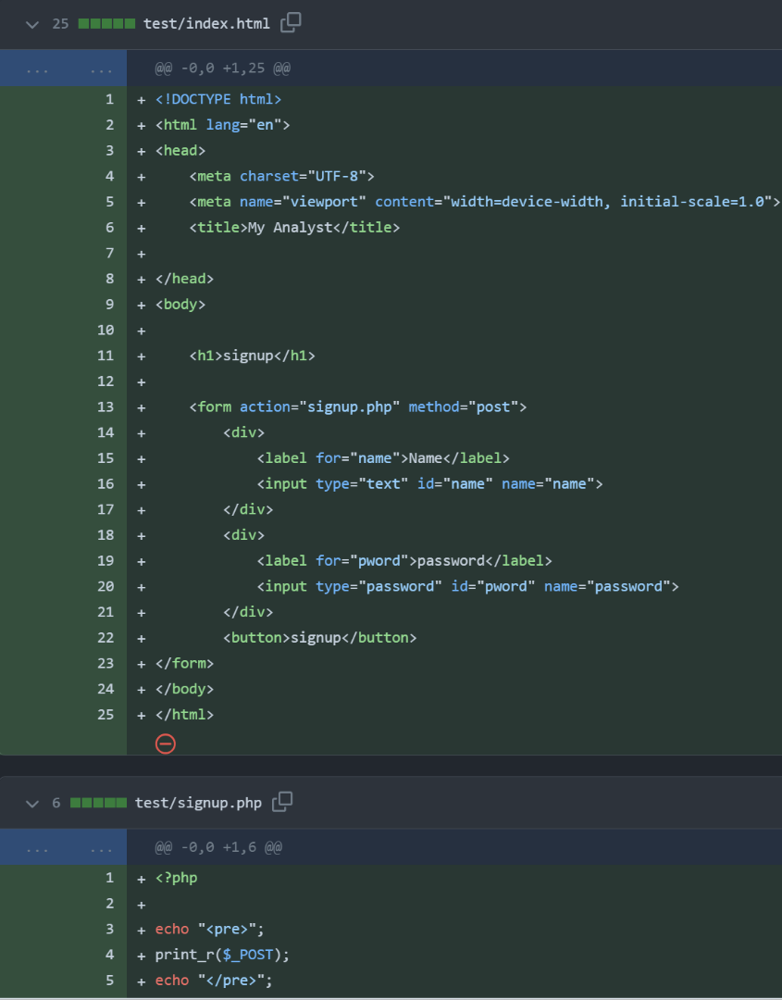 25 test/index.html
... ... @@ -0,0 +1,25 @@
1 + <!DOCTYPE html>
2 + <html lang="en">
3 + <head>
4 +     <meta charset="UTF-8">
5 +     <meta name="viewport" content="width=device-width, initial-scale=1.0">
6 +     <title>My Analyst</title>
7 +
8 + </head>
9 + <body>
10 +
11 +     <h1>signup</h1>
12 +
13 +     <form action="signup.php" method="post">
14 +         <div>
15 +             <label for="name">Name</label>
16 +             <input type="text" id="name" name="name">
17 +         </div>
18 +         <div>
19 +             <label for="pword">password</label>
20 +             <input type="password" id="pword" name="password">
21 +         </div>
22 +         <button>signup</button>
23 + </form>
24 + </body>
25 + </html>
6 test/signup.php
... ... @@ -0,0 +1,6 @@
1 + <?php
2 +
3 + echo "<pre>";
4 + print_r($_POST);
5 + echo "</pre>";